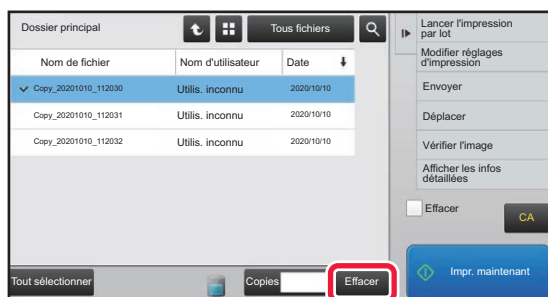 Dossier principal
Tous fichiers
Nom de fichier Nom d'utilisateur Date
Copy_20201010_112030 Utilis. inconnu 2020/10/10
Copy_20201010_112031 Utilis. inconnu 2020/10/10
Copy_20201010_112032 Utilis. inconnu 2020/10/10
Tout sélectionner Copies Effacer
Lancer l'impression
par lot
Modifier réglages
d'impression
Envoyer
Déplacer
Vérifier l'image
Afficher les infos
détaillées
Effacer
CA
Impr. maintenant